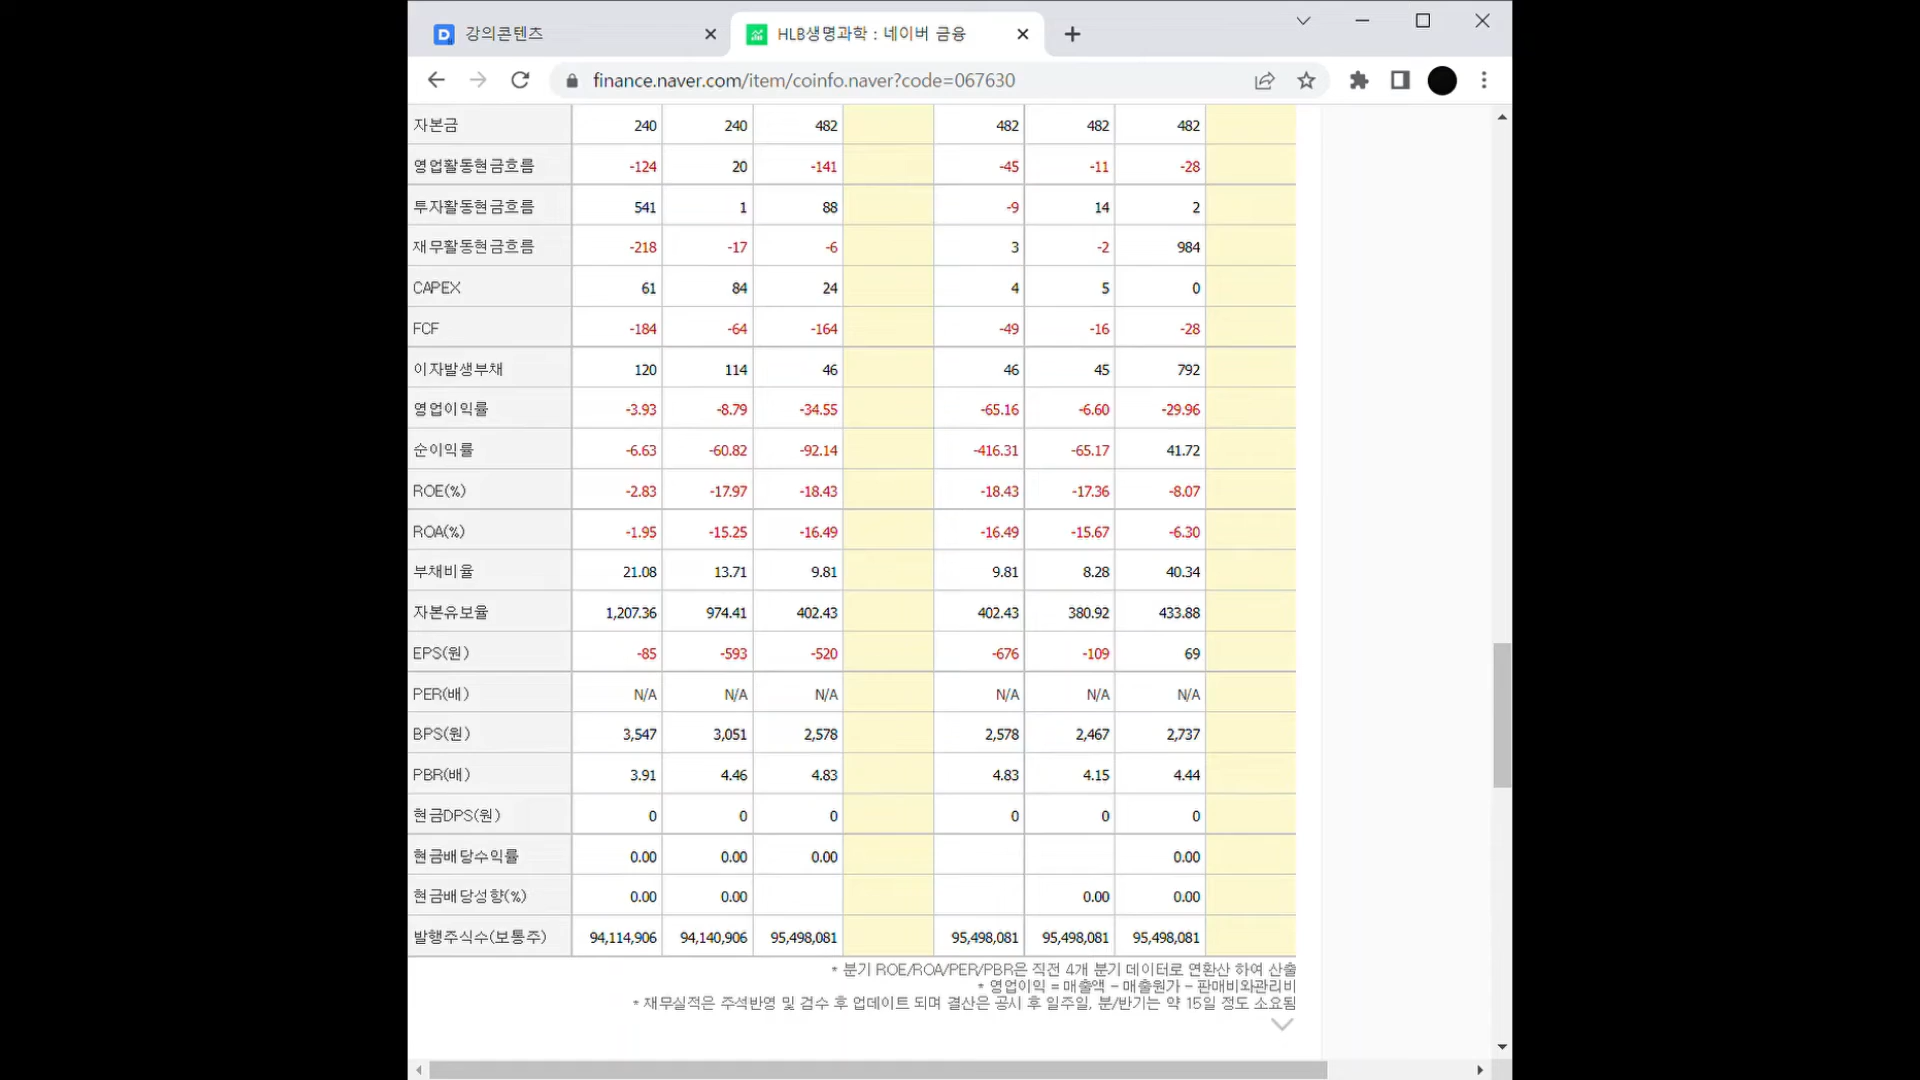 강의콘텐츠
HLB생명과학 : 네이버 금융
finance.naver.com/item/coinfo.naver?code=067630
자본금 240 240 482 482 482 482
영업활동현금흐름 -124 20 -141 -45 -11 -28
투자활동현금흐름 541 1 88 -9 14 2
재무활동현금흐름 -218 -17 -6 3 -2 984
CAPEX 61 84 24 4 5 0
FCF -184 -64 -164 -49 -16 -28
이자발생부채 120 114 46 46 45 792
영업이익률 -3.93 -8.79 -34.55 -65.16 -6.60 -29.96
순이익률 -6.63 -60.82 -92.14 -416.31 -65.17 41.72
ROE(%) -2.83 -17.97 -18.43 -18.43 -17.36 -8.07
ROA(%) -1.95 -15.25 -16.49 -16.49 -15.67 -6.30
부채비율 21.08 13.71 9.81 9.81 8.28 40.34
자본유보율 1,207.36 974.41 402.43 402.43 380.92 433.88
EPS(원) -85 -593 -520 -676 -109 69
PER(배) N/A N/A N/A N/A N/A N/A
BPS(원) 3,547 3,051 2,578 2,578 2,467 2,737
PBR(배) 3.91 4.46 4.83 4.83 4.15 4.44
현금DPS(원) 0 0 0 0 0 0
현금배당수익률 0.00 0.00 0.00 0.00
현금배당성향(%) 0.00 0.00 0.00 0.00
발행주식수(보통주) 94,114,906 94,140,906 95,498,081 95,498,081 95,498,081 95,498,081
* 분기 ROE/ROA/PER/PBR은 직전 4개 분기 데이터로 연환산 하여 산출
* 영업이익 = 매출액 - 매출원가 - 판매비와관리비
* 재무실적은 주석반영 및 검수 후 업데이트 되며 결산은 공시 후 일주일, 분/반기는 약 15일 정도 소요됨